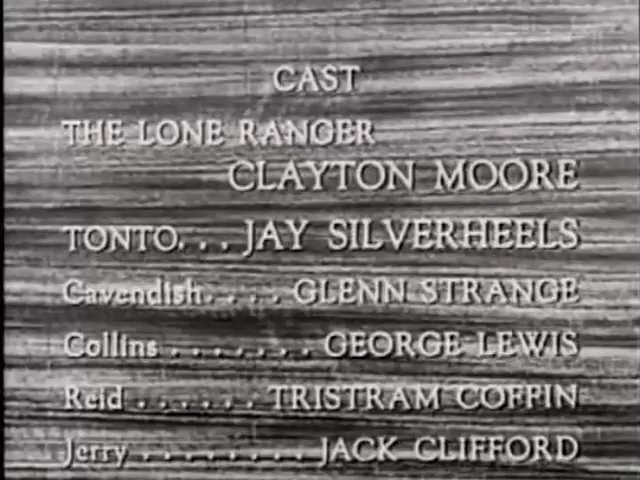 CAST
THE LONE RANGER
CLAYTON MOORE
TONTO... JAY SILVERHEELS
Cavendish.... GLENN STRANGE
Collins ....... GEORGE LEWIS
Reid ...... TRISTRAM COFFIN
Jerry ........ JACK CLIFFORD